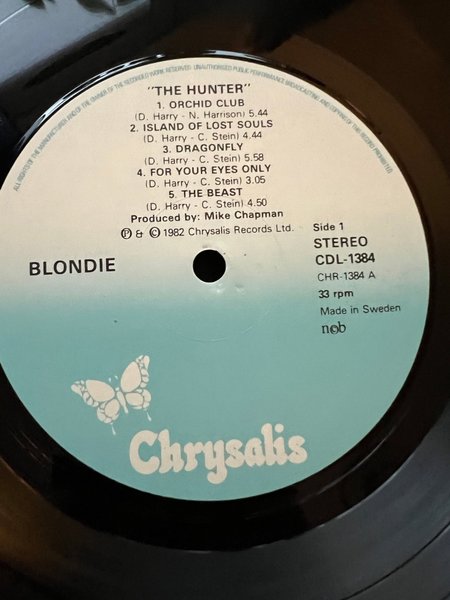 ALL RIGHTS OF THE MANUFACTURER AND OF THE OWNER OF THE RECORDED WORK RESERVED · UNAUTHORISED PUBLIC PERFORMANCE BROADCASTING AND COPYING OF THIS RECORD PROHIBITED
"THE HUNTER"
1. ORCHID CLUB
(D. Harry - N. Harrison) 5.44
2. ISLAND OF LOST SOULS
(D. Harry - C. Stein) 4.44
3. DRAGONFLY
(D. Harry - C. Stein) 5.58
4. FOR YOUR EYES ONLY
(D. Harry - C. Stein) 3.05
5. THE BEAST
(D. Harry - C. Stein) 4.50
Produced by: Mike Chapman
Ⓟ & © 1982 Chrysalis Records Ltd.
BLONDIE
Side 1
STEREO
CDL-1384
CHR-1384 A
33 rpm
Made in Sweden
ncb
Chrysalis